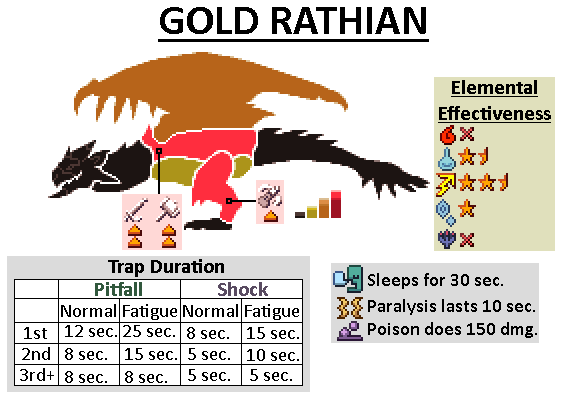 GOLD RATHIAN
Elemental
Effectiveness
Trap Duration
Pitfall Shock
Normal Fatigue Normal Fatigue
1st 12 sec. 25 sec. 8 sec. 15 sec.
2nd 8 sec. 15 sec. 5 sec. 10 sec.
3rd+ 8 sec. 8 sec. 5 sec. 5 sec.
Sleeps for 30 sec.
Paralysis lasts 10 sec.
Poison does 150 dmg.